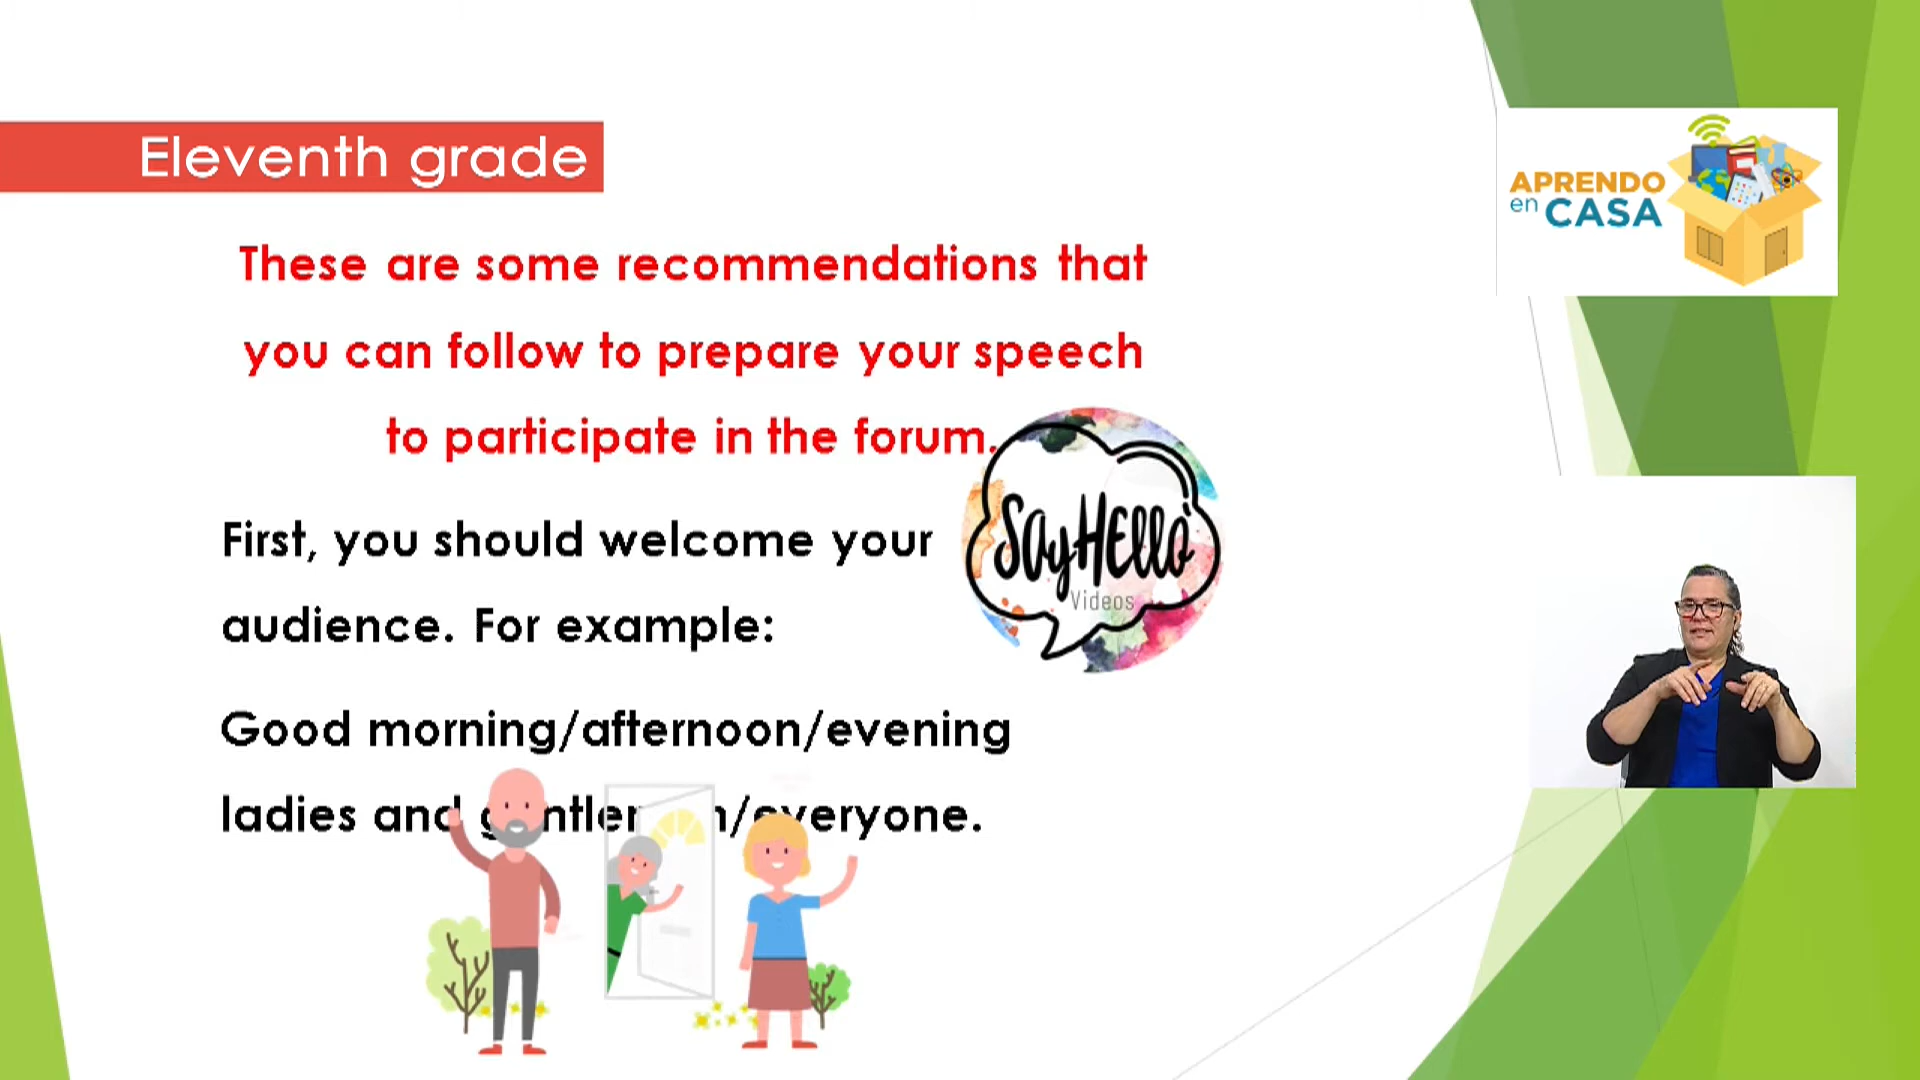 Eleventh grade
APRENDO
en CASA
These are some recommendations that
you can follow to prepare your speech
to participate in the forum.
SayHello
Videos
First, you should welcome your
audience. For example:
Good morning/afternoon/evening
ladies and /everyone.